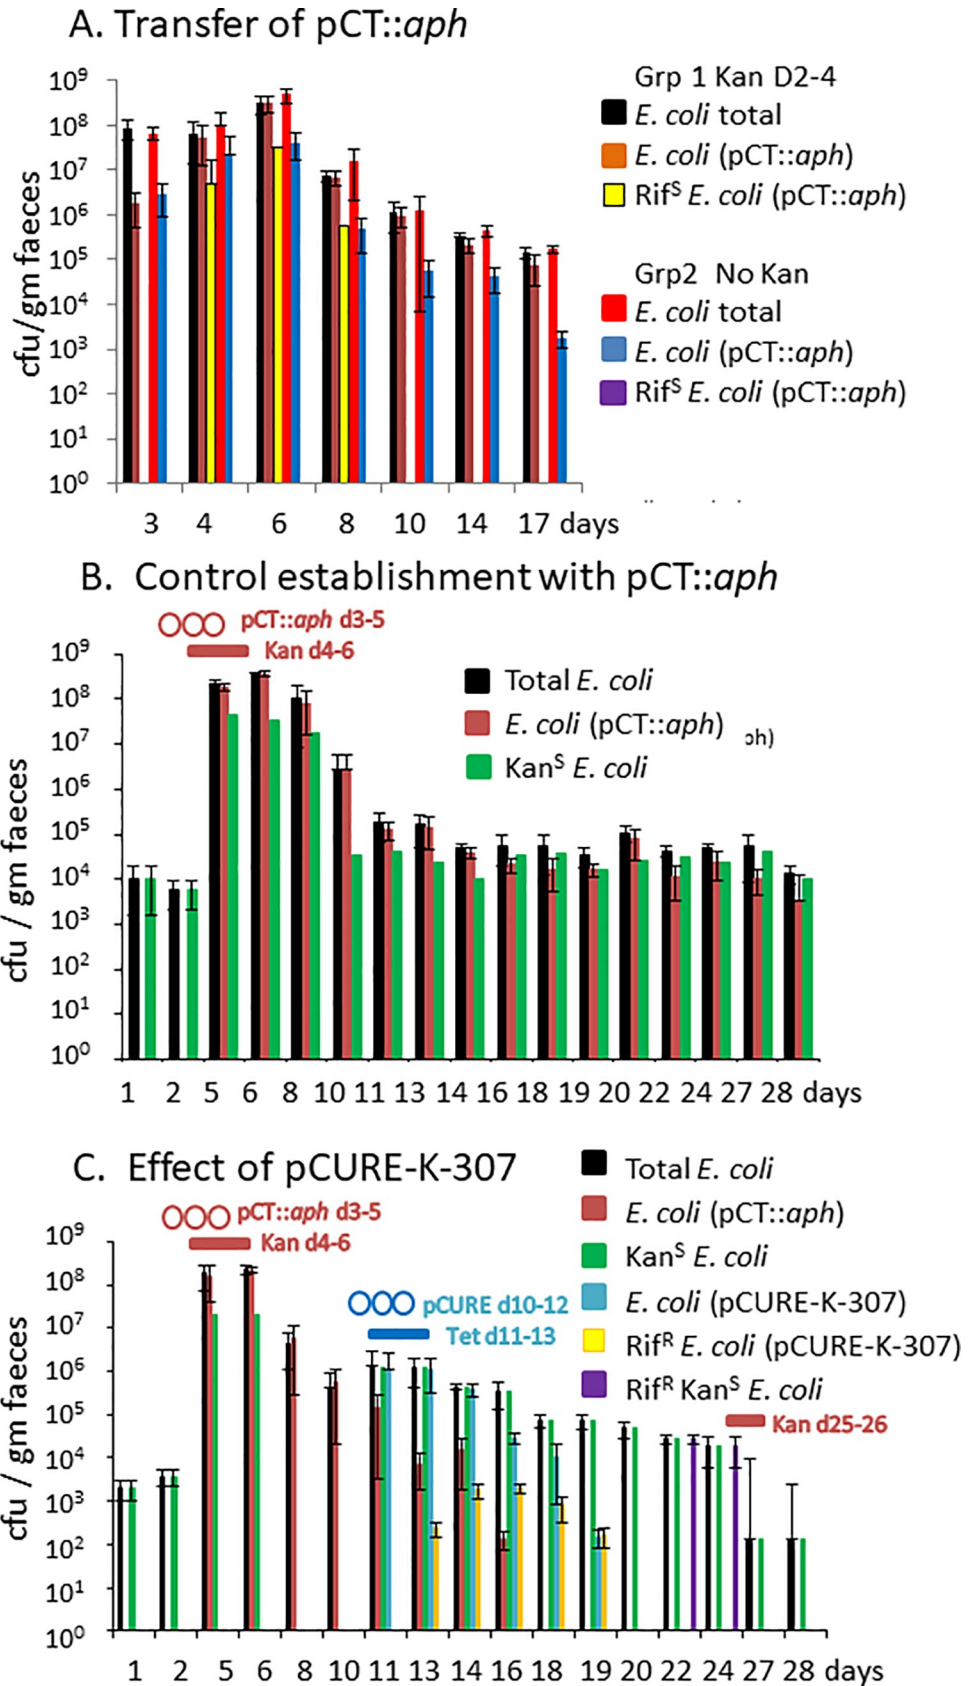 A. Transfer of pCT::aph
10⁹
10⁸
10⁷
10⁶
10⁵
10⁴
10³
10²
10¹
10⁰
cfu/gm faeces
3 4 6 8 10 14 17 days
Grp 1 Kan D2-4
E. coli total
E. coli (pCT::aph)
Rifˢ E. coli (pCT::aph)
Grp2 No Kan
E. coli total
E. coli (pCT::aph)
Rifˢ E. coli (pCT::aph)
B. Control establishment with pCT::aph
pCT::aph d3-5
Kan d4-6
10⁹
10⁸
10⁷
10⁶
10⁵
10⁴
10³
10²
10¹
10⁰
cfu / gm faeces
Total E. coli
E. coli (pCT::aph)
Kanˢ E. coli
1 2 5 6 8 10 11 13 14 16 18 19 20 22 24 27 28 days
C. Effect of pCURE-K-307
pCT::aph d3-5
Kan d4-6
pCURE d10-12
Tet d11-13
Kan d25-26
10⁹
10⁸
10⁷
10⁶
10⁵
10⁴
10³
10²
10¹
10⁰
cfu / gm faeces
Total E. coli
E. coli (pCT::aph)
Kanˢ E. coli
E. coli (pCURE-K-307)
Rifᴿ E. coli (pCURE-K-307)
Rifᴿ Kanˢ E. coli
1 2 5 6 8 10 11 13 14 16 18 19 20 22 24 27 28 days